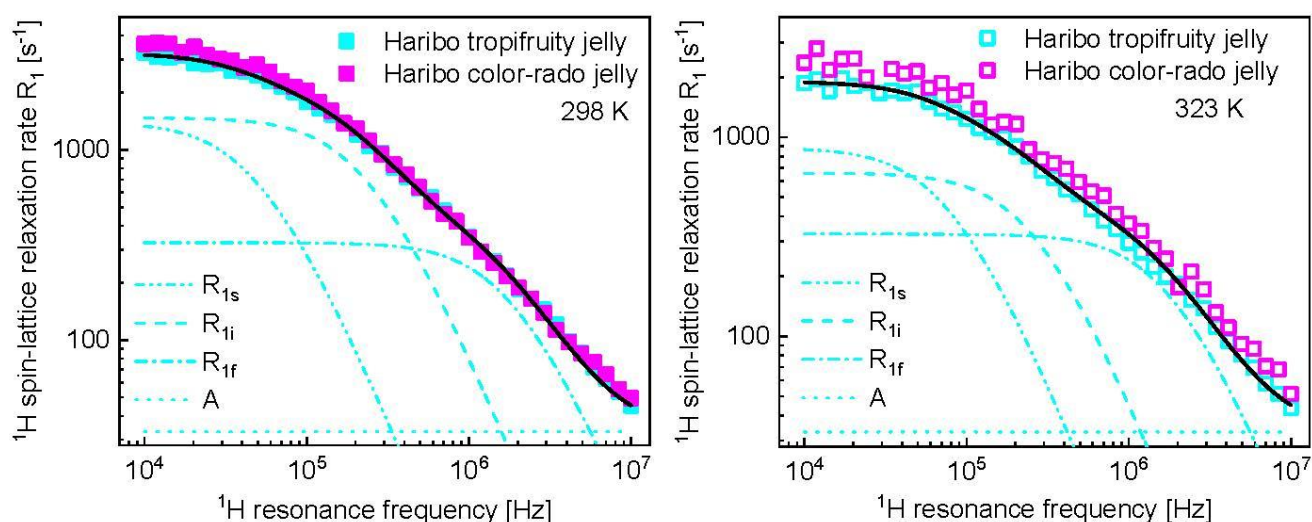 ¹H spin-lattice relaxation rate R₁ [s⁻¹]
1000
100
Haribo tropifruity jelly
Haribo color-rado jelly
298 K
R₁ₛ
R₁ᵢ
R₁f
A
10⁴
10⁵
10⁶
10⁷
¹H resonance frequency [Hz]
¹H spin-lattice relaxation rate R₁ [s⁻¹]
1000
100
Haribo tropifruity jelly
Haribo color-rado jelly
323 K
R₁ₛ
R₁ᵢ
R₁f
A
10⁴
10⁵
10⁶
10⁷
¹H resonance frequency [Hz]